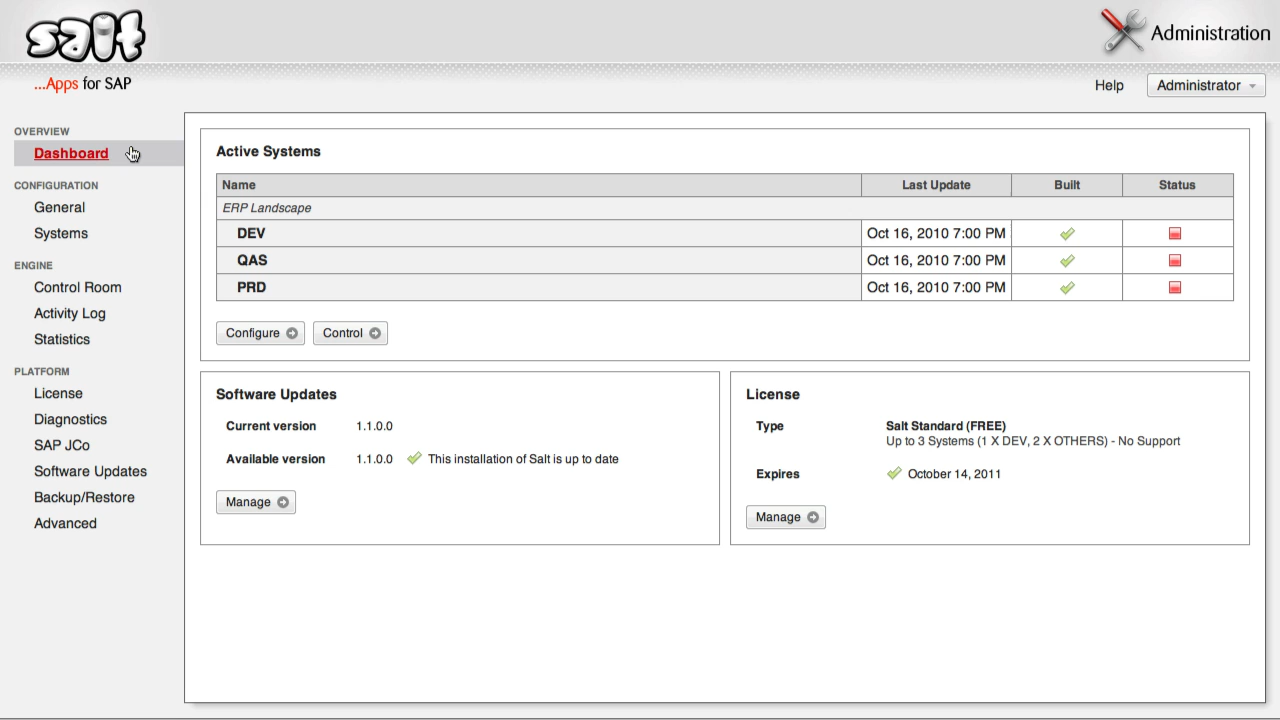 salt
...Apps for SAP
Administration
Help
Administrator
OVERVIEW
Dashboard
CONFIGURATION
General
Systems
ENGINE
Control Room
Activity Log
Statistics
PLATFORM
License
Diagnostics
SAP JCo
Software Updates
Backup/Restore
Advanced
Active Systems
Name Last Update Built Status
ERP Landscape
DEV Oct 16, 2010 7:00 PM
QAS Oct 16, 2010 7:00 PM
PRD Oct 16, 2010 7:00 PM
Configure Control
Software Updates
Current version 1.1.0.0
Available version 1.1.0.0 This installation of Salt is up to date
Manage
License
Type Salt Standard (FREE)
Up to 3 Systems (1 X DEV, 2 X OTHERS) - No Support
Expires October 14, 2011
Manage